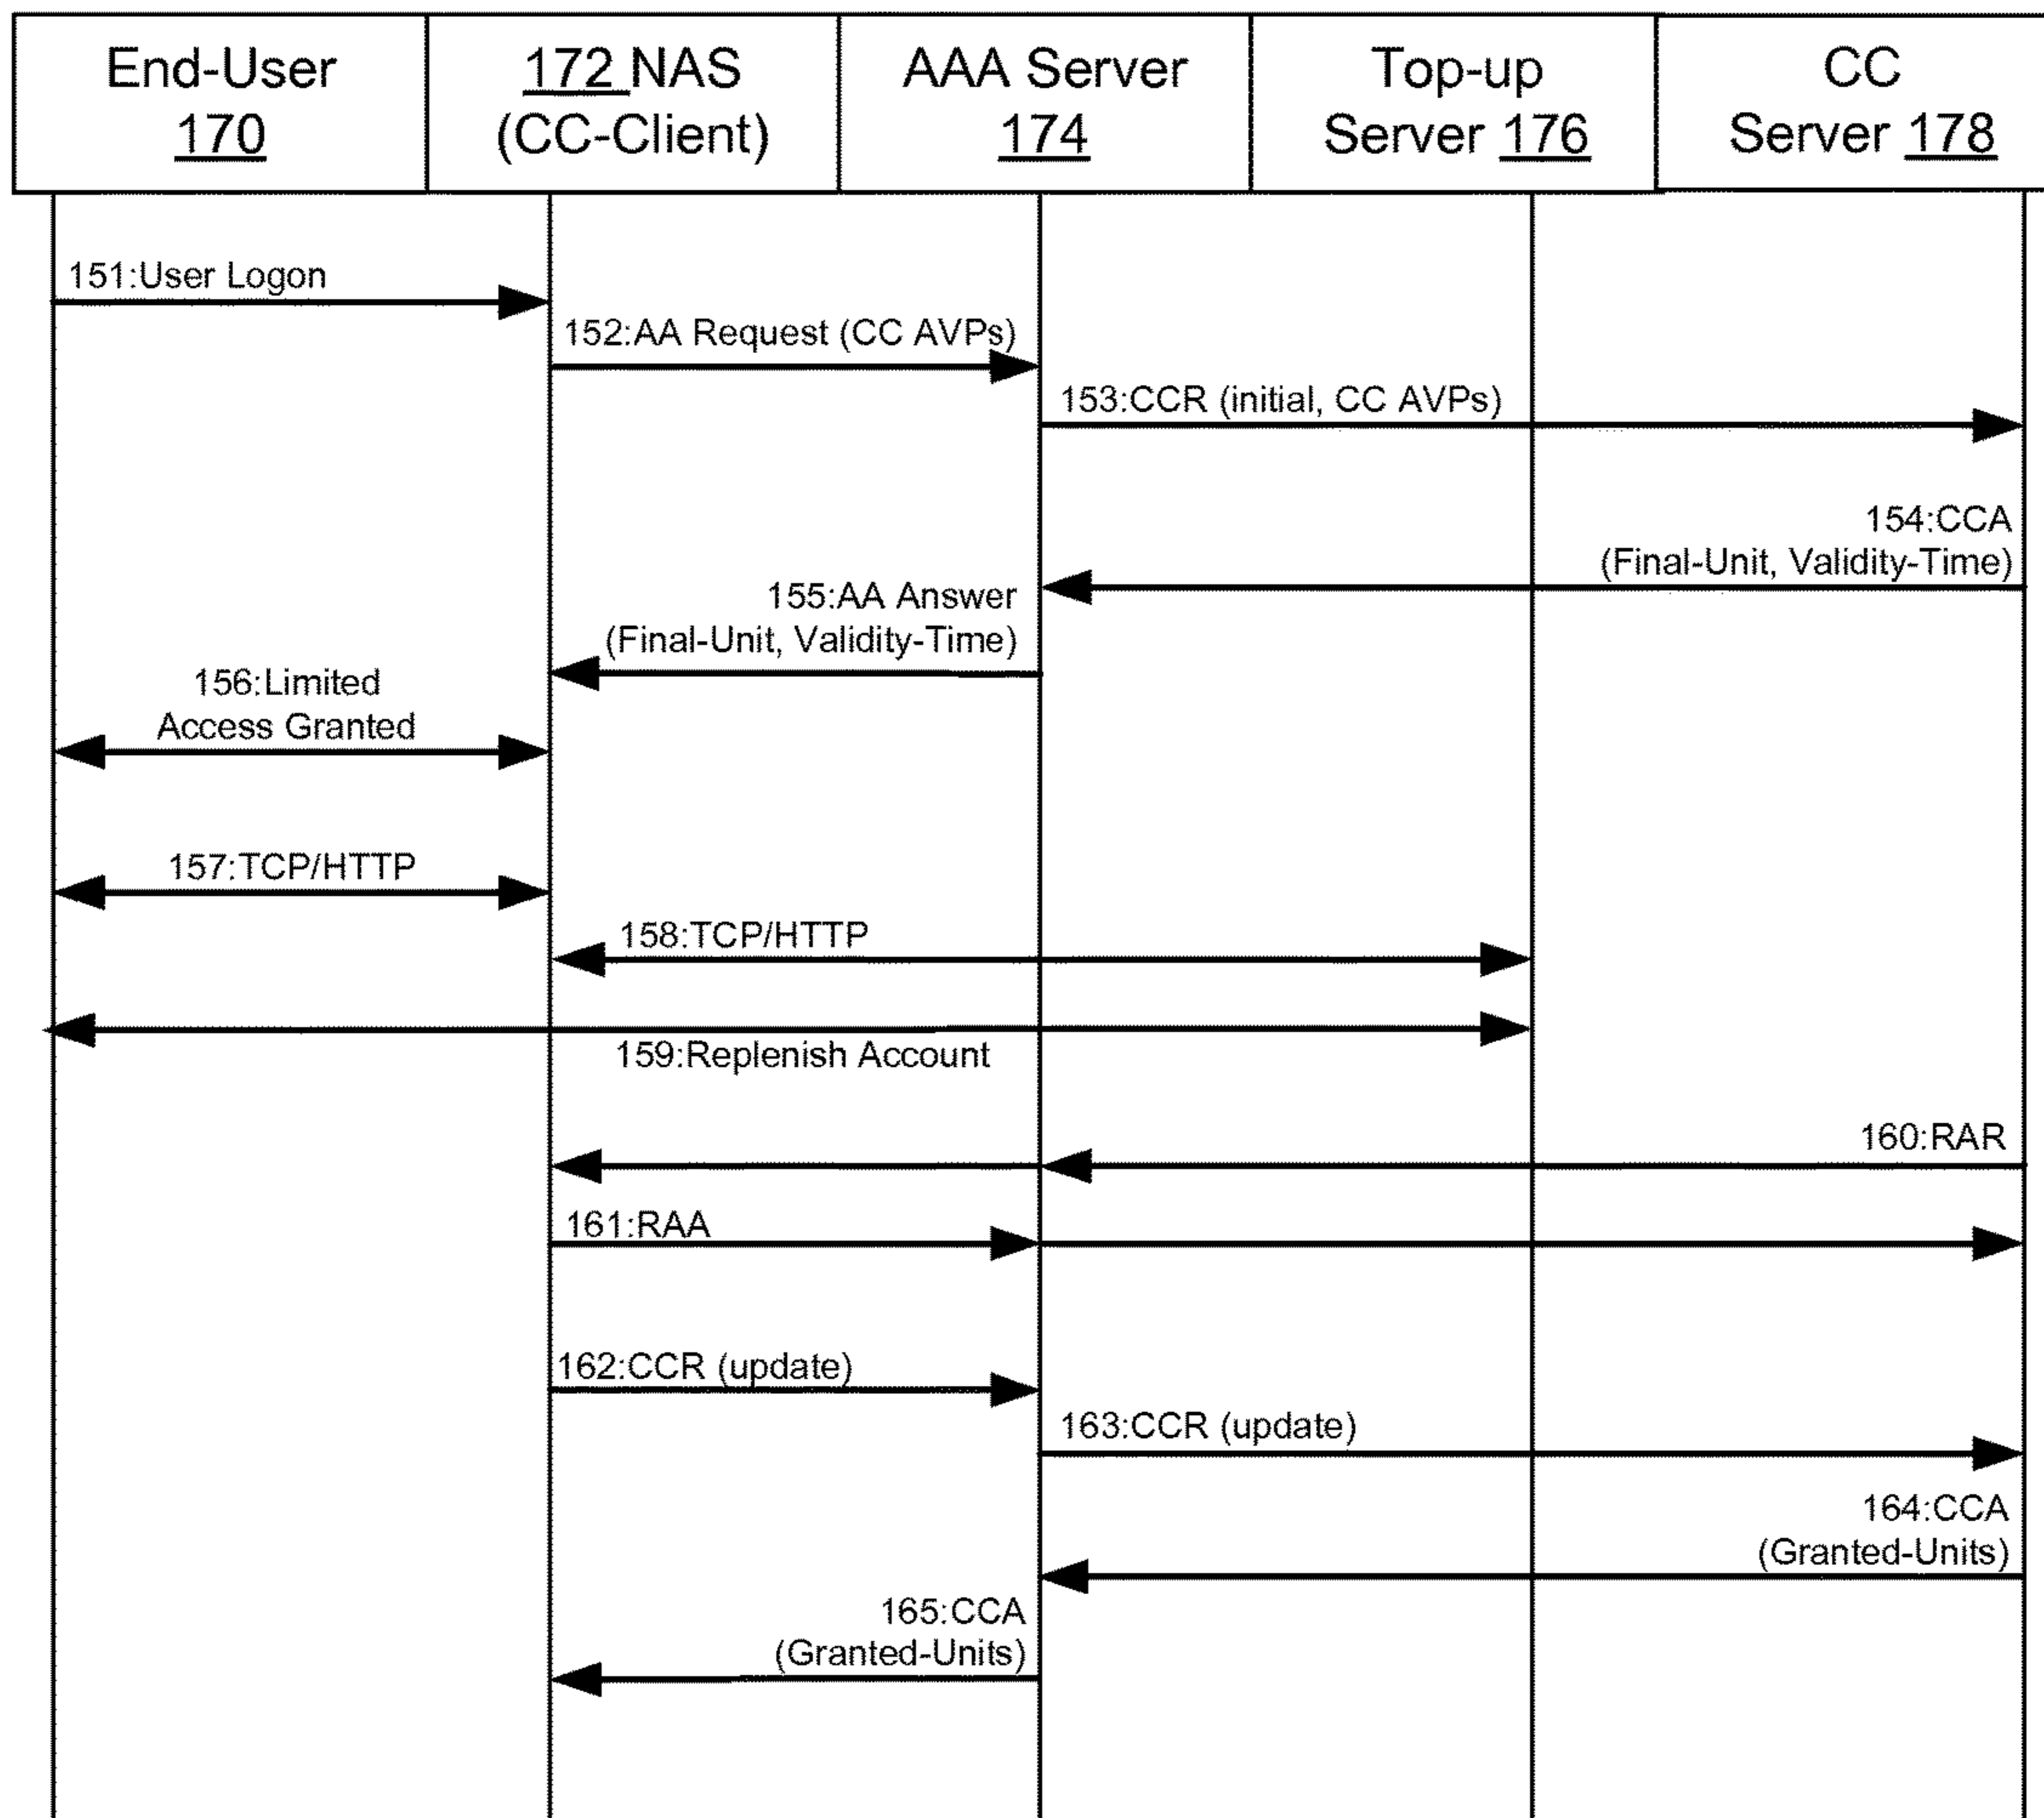 End-User
170
172 NAS
(CC-Client)
AAA Server
174
Top-up
Server 176
CC
Server 178
151:User Logon
152:AA Request (CC AVPs)
153:CCR (initial, CC AVPs)
154:CCA
(Final-Unit, Validity-Time)
155:AA Answer
(Final-Unit, Validity-Time)
156:Limited
Access Granted
157:TCP/HTTP
158:TCP/HTTP
159:Replenish Account
160:RAR
161:RAA
162:CCR (update)
163:CCR (update)
164:CCA
(Granted-Units)
165:CCA
(Granted-Units)